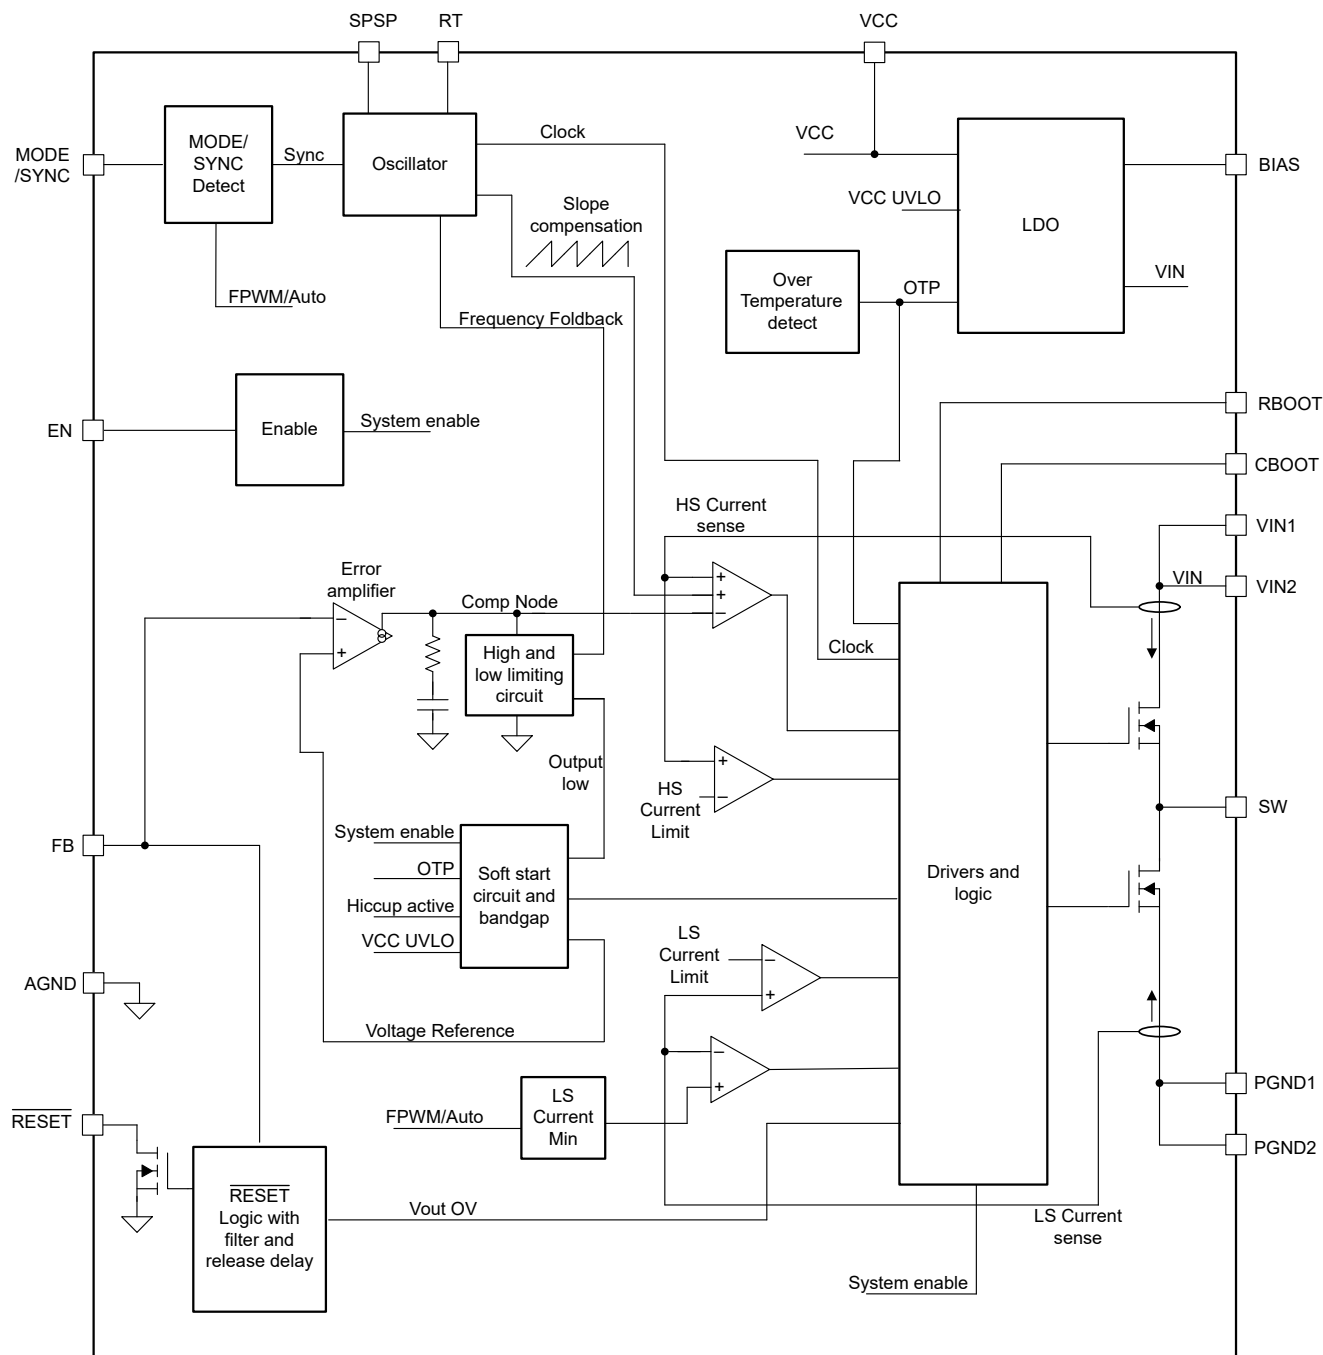 SPSP
RT
VCC
MODE
/SYNC
MODE/
SYNC
Detect
Sync
Oscillator
Clock
VCC
BIAS
VCC UVLO
LDO
Slope
compensation
VIN
Over
Temperature
detect
OTP
FPWM/Auto
Frequency Foldback
RBOOT
EN
Enable
System enable
CBOOT
HS Current
sense
VIN1
VIN
VIN2
Error
amplifier
Comp Node
+
+
−
−
+
High and
low limiting
circuit
Clock
Output
low
+
−
HS
Current
Limit
SW
FB
System enable
OTP
Hiccup active
VCC UVLO
Soft start
circuit and
bandgap
Drivers and
logic
LS
Current
Limit
−
+
AGND
Voltage Reference
−
+
PGND1
RESET
FPWM/Auto
LS
Current
Min
PGND2
RESET
Logic with
filter and
release delay
Vout OV
LS Current
sense
System enable